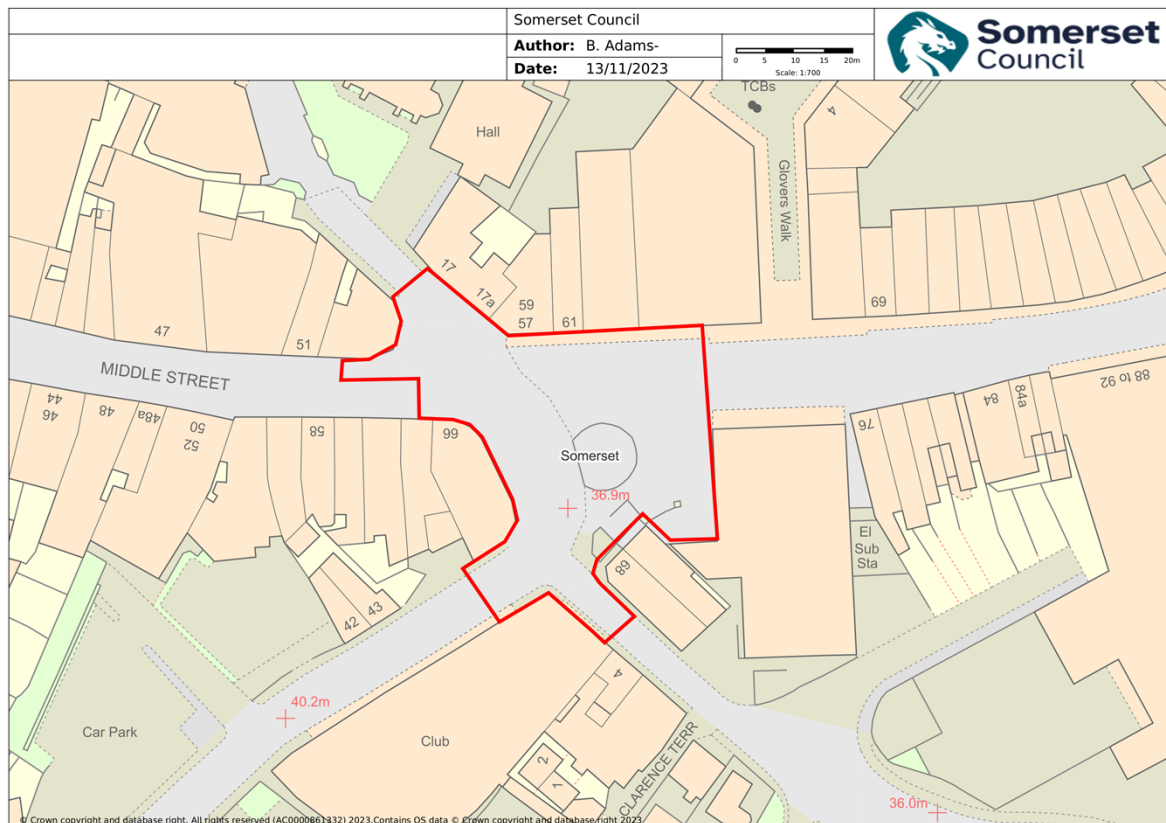 Somerset Council
Author: B. Adams-
Date: 13/11/2023
0 5 10 15 20m
Scale: 1:700
Somerset
Council
TCBs
4
Hall
Glovers Walk
17
17a
59
57
61
69
47
51
MIDDLE STREET
44
46
48
48a
50
52
58
66
88 to 92
84
84a
76
Somerset
36.9m
68
El
Sub
Sta
42
43
4
40.2m
Car Park
Club
2
1
CLARENCE TERR
36.0m
© Crown copyright and database right. All rights reserved (AC0000861332) 2023.Contains OS data © Crown copyright and database right 2023.